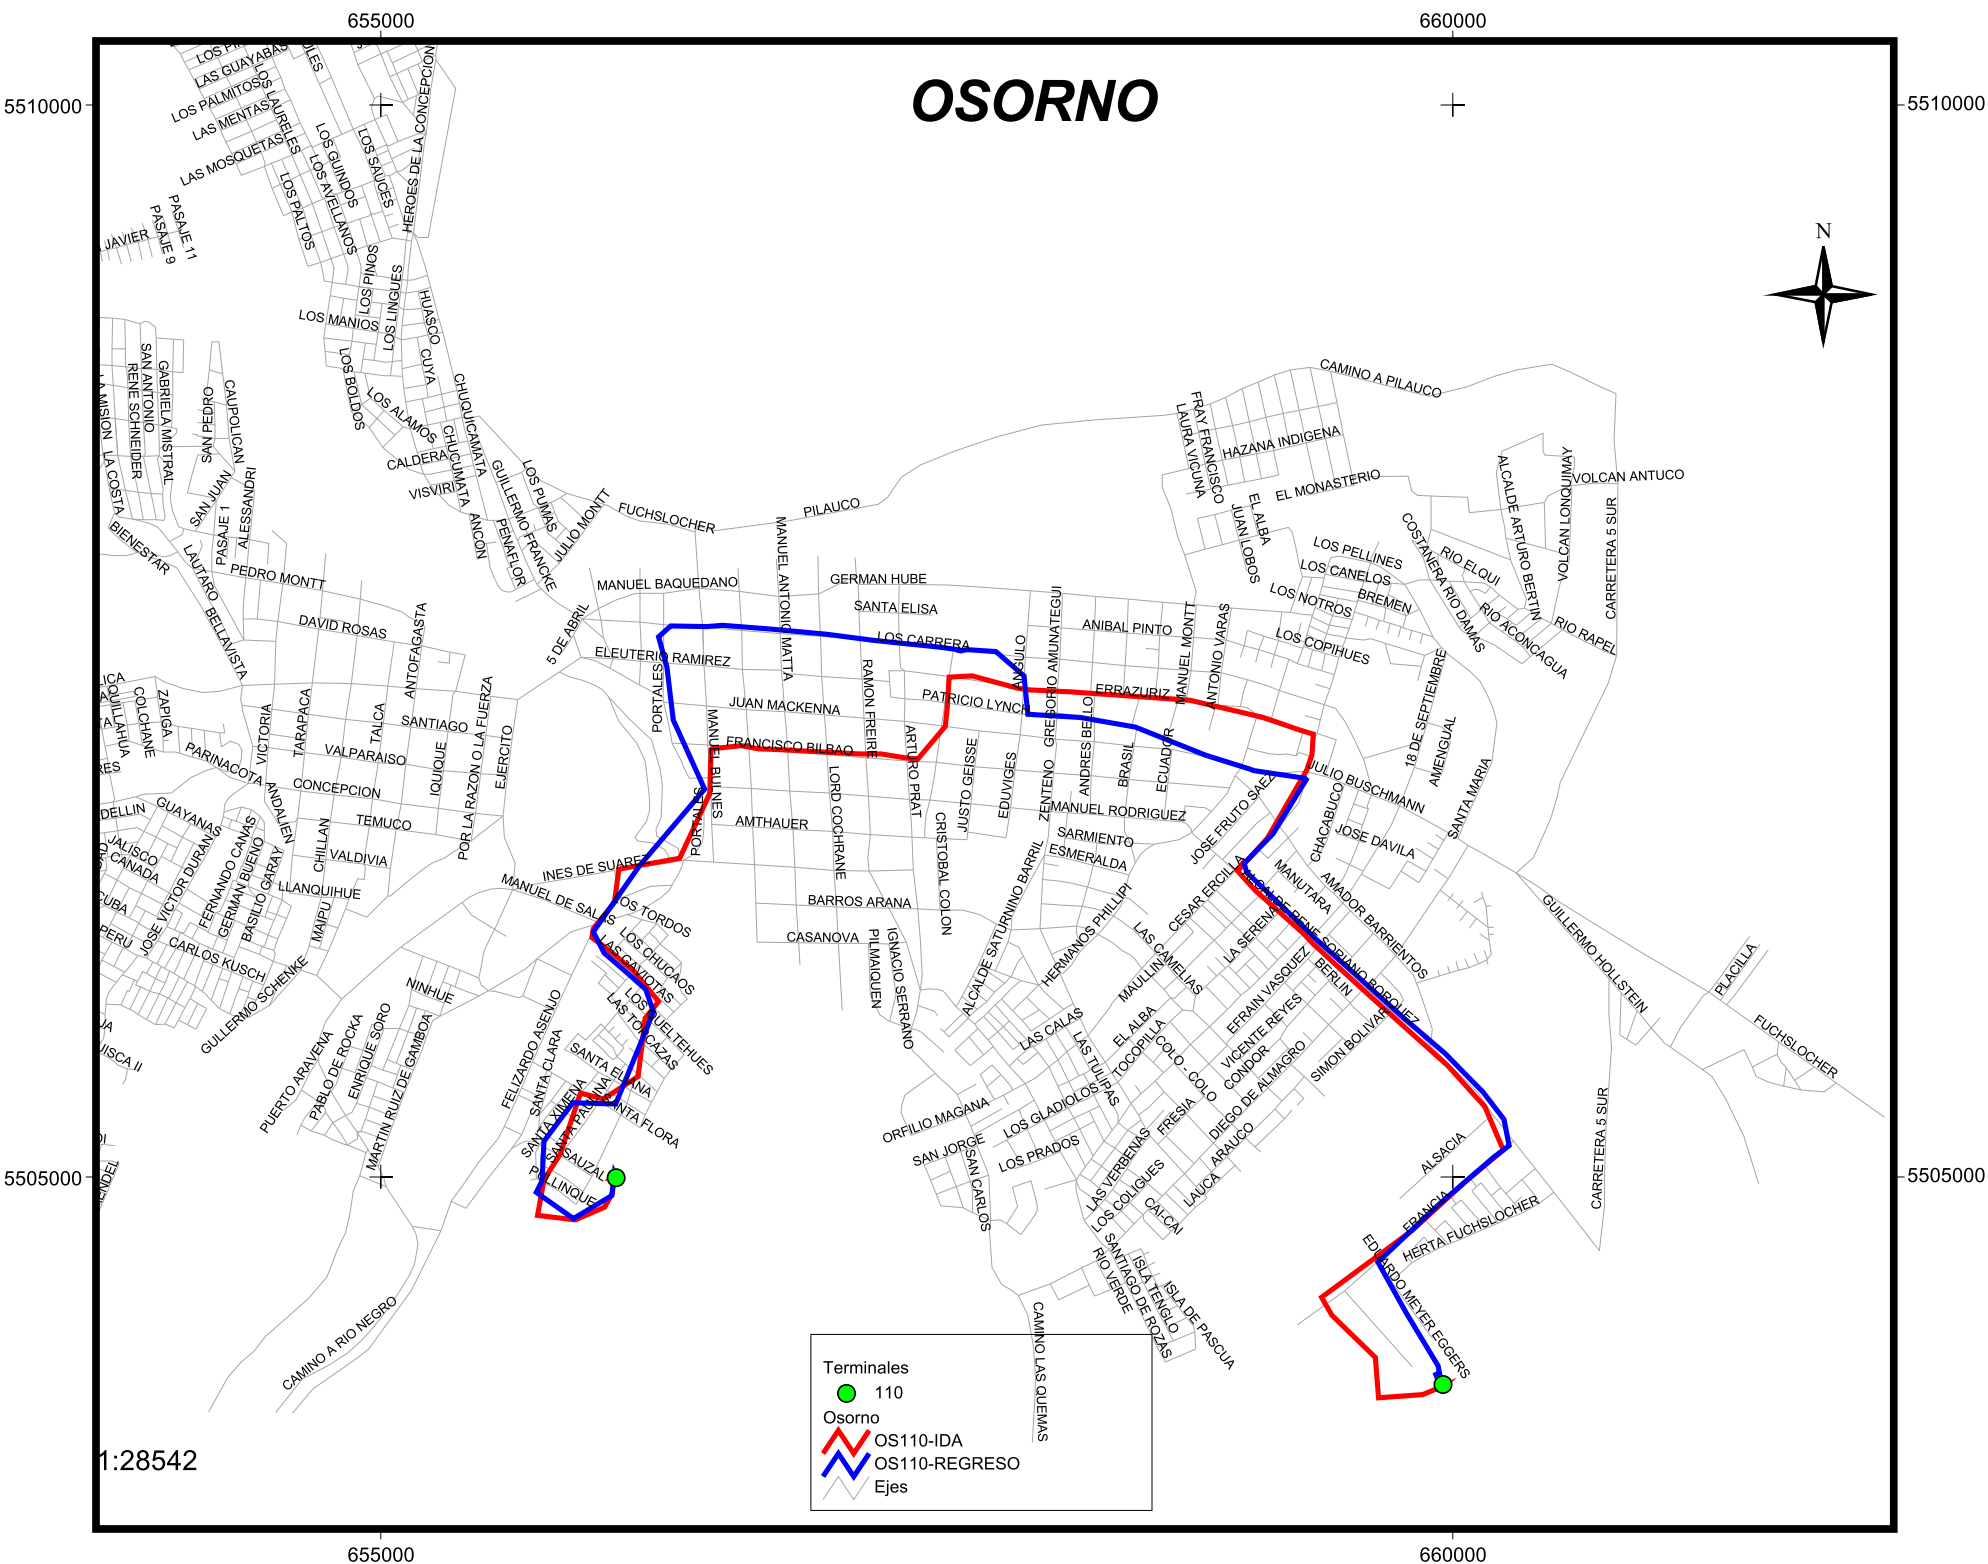 655000
660000
5510000
5510000
OSORNO
LAS GUAYABAS
LOS PALMITOS
LAS MENTAS
LOS LAURELES
LAS MOSQUETAS
LOS GUINDOS
LOS SAUCES
LOS AVELLANOS
LOS PALTOS
HEROES DE LA CONCEPCION
PASAJE 11
PASAJE 9
JAVIER
N
LOS PINOS
LOS LINGUES
LOS MANIOS
HUASCO
CUYA
LOS BOLDOS
LOS ALAMOS
CHUQUICAMATA
CHUCUMATA
CALDERA
VISVIRI
ANCON
GUILLERMO FRANCKE
PENAFLOR
LOS PUMAS
JULIO MONTT
FUCHSLOCHER
PILAUCO
CAMINO A PILAUCO
FRAY FRANCISCO
LAURA VICUNA
HAZANA INDIGENA
EL MONASTERIO
EL ALBA
JUAN LOBOS
VOLCAN ANTUCO
VOLCAN LONQUIMAY
ALCALDE ARTURO BERTIN
CARRETERA 5 SUR
COSTANERA RIO DAMAS
RIO ELQUI
RIO ACONCAGUA
RIO RAPEL
LOS PELLINES
LOS CANELOS
BREMEN
LOS NOTROS
LOS COPIHUES
LA MISION
LA COSTA
RENE SCHNEIDER
SAN ANTONIO
GABRIELA MISTRAL
SAN PEDRO
CAUPOLICAN
SAN JUAN
PASAJE 1
ALESSANDRI
BIENESTAR
LAUTARO
BELLAVISTA
PEDRO MONTT
DAVID ROSAS
ANTOFAGASTA
5 DE ABRIL
MANUEL BAQUEDANO
MANUEL ANTONIO MATTA
GERMAN HUBE
SANTA ELISA
LOS CARRERA
ELEUTERIO RAMIREZ
ANGULO
GREGORIO AMUNATEGUI
ANIBAL PINTO
MANUEL MONTT
ANTONIO VARAS
ERRAZURIZ
PATRICIO LYNCH
PORTALES
JUAN MACKENNA
RAMON FREIRE
FRANCISCO BILBAO
MANUEL BULNES
ARTURO PRAT
JUSTO GEISSE
EDUVIGES
ZENTENO
ANDRES BELLO
BRASIL
ECUADOR
18 DE SEPTIEMBRE
AMENGUAL
SANTA MARIA
JULIO BUSCHMANN
QUILLAHUA
COLCHANE
ZAPIGA
PARINACOTA
VICTORIA
TARAPACA
TALCA
SANTIAGO
VALPARAISO
IQUIQUE
POR LA RAZON O LA FUERZA
EJERCITO
CONCEPCION
TEMUCO
ANDALIEN
CHILLAN
VALDIVIA
LLANQUIHUE
MAIPU
GUAYANAS
JALISCO
CANADA
CUBA
PERU
JOSE VICTOR DURAN
FERNANDO CANAS
GERMAN BUENO
BASILIO GARAY
CARLOS KUSCH
GULLERMO SCHENKE
AMTHAUER
LORD COCHRANE
PORTALES
INES DE SUAREZ
MANUEL DE SALAS
BARROS ARANA
CASANOVA
PILMAIQUEN
IGNACIO SERRANO
CRISTOBAL COLON
ALCALDE SATURNINO BARRIL
MANUEL RODRIGUEZ
SARMIENTO
ESMERALDA
HERMANOS PHILLIPI
JOSE FRUTO SAEZ
CHACABUCO
JOSE DAVILA
CESAR ERCILLA
MANUTARA
AMADOR BARRIENTOS
ALCALDE RENE SORIANO BORQUEZ
LA SERENA
LAS CAMELIAS
MAULLIN
EFRAIN VASQUEZ
BERLIN
VICENTE REYES
CONDOR
SIMON BOLIVAR
DIEGO DE ALMAGRO
EL ALBA
TOCOPILLA
COLO - COLO
FRESIA
ARAUCO
LAUCA
CAI-CAI
GUILLERMO HOLLSTEIN
PLACILLA
FUCHSLOCHER
CARRETERA 5 SUR
LOS TORDOS
LOS CHUCAOS
LAS GAVIOTAS
LOS QUELTEHUES
LAS TORCAZAS
NINHUE
PUERTO ARAVENA
PABLO DE ROCKA
ENRIQUE SORO
MARTIN RUIZ DE GAMBOA
FELIZARDO ASENJO
SANTA CLARA
SANTA ELIANA
SANTA XIMENA
SANTA PAULINA
SANTA FLORA
SAUZAL
PULLINQUE
LAS CALAS
LAS TULIPAS
LOS GLADIOLOS
ORFILIO MAGANA
SAN JORGE
SAN CARLOS
LOS PRADOS
LAS VERBENAS
LOS COLIGUES
ALSACIA
FRANCIA
HERTA FUCHSLOCHER
EDUARDO MEYER EGGERS
SANTIAGO DE ROZAS
RIO VERDE
ISLA TENGLO
ISLA DE PASCUA
CAMINO LAS QUEMAS
CAMINO A RIO NEGRO
5505000
5505000
Terminales
110
Osorno
OS110-IDA
OS110-REGRESO
Ejes
1:28542
655000
660000